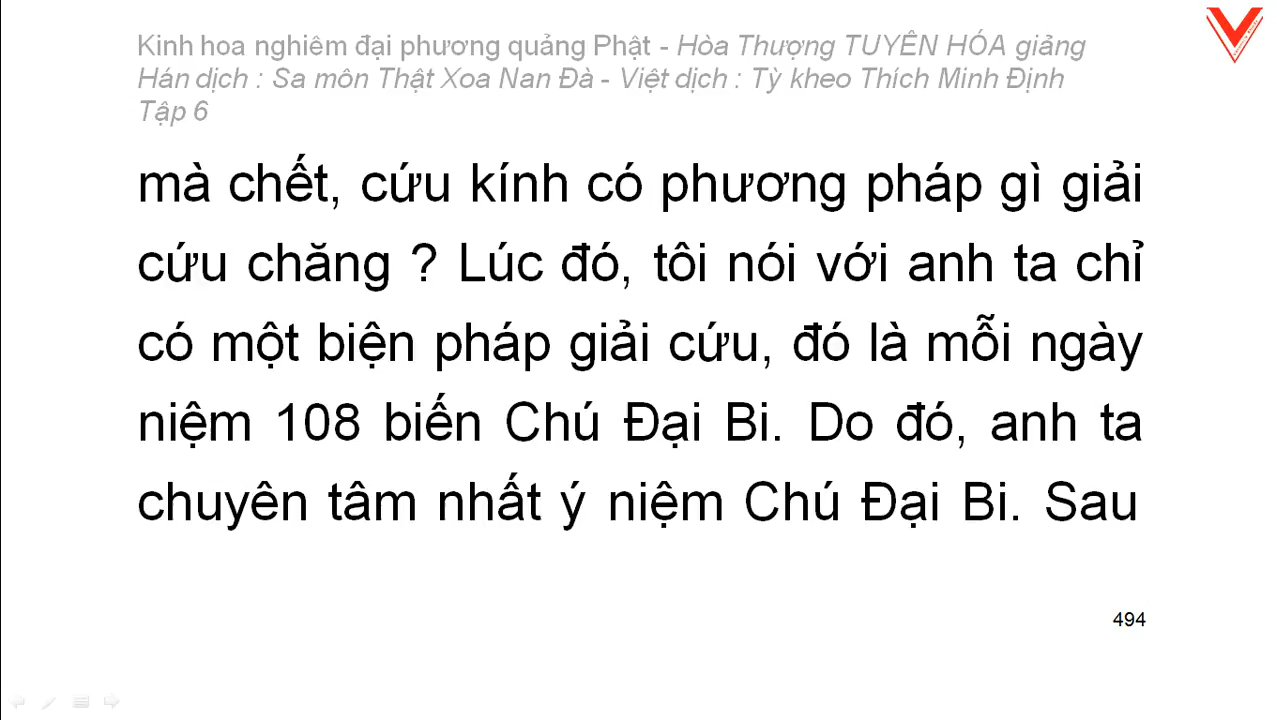 Kinh hoa nghiêm đại phương quảng Phật - Hòa Thượng TUYÊN HÓA giảng
Hán dịch : Sa môn Thật Xoa Nan Đà - Việt dịch : Tỳ kheo Thích Minh Định
Tập 6
mà chết, cứu kính có phương pháp gì giải
cứu chăng ? Lúc đó, tôi nói với anh ta chỉ
có một biện pháp giải cứu, đó là mỗi ngày
niệm 108 biến Chú Đại Bi. Do đó, anh ta
chuyên tâm nhất ý niệm Chú Đại Bi. Sau
494